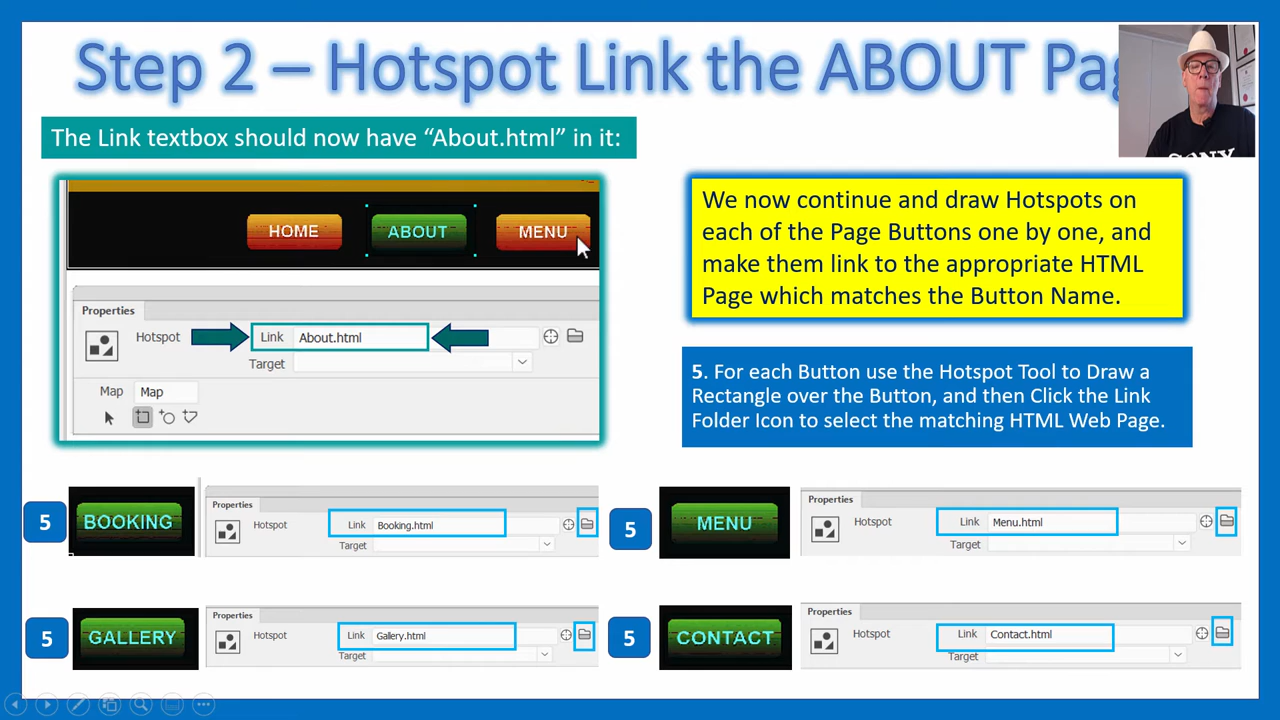 Step 2 – Hotspot Link the ABOUT Pag
The Link textbox should now have “About.html” in it:
HOME
ABOUT
MENU
Properties
Hotspot
Link
About.html
Target
Map
Map
We now continue and draw Hotspots on
each of the Page Buttons one by one, and
make them link to the appropriate HTML
Page which matches the Button Name.
5. For each Button use the Hotspot Tool to Draw a
Rectangle over the Button, and then Click the Link
Folder Icon to select the matching HTML Web Page.
5
BOOKING
Properties
Hotspot
Link
Booking.html
Target
5
MENU
Properties
Hotspot
Link
Menu.html
Target
5
GALLERY
Properties
Hotspot
Link
Gallery.html
Target
5
CONTACT
Properties
Hotspot
Link
Contact.html
Target
SONY